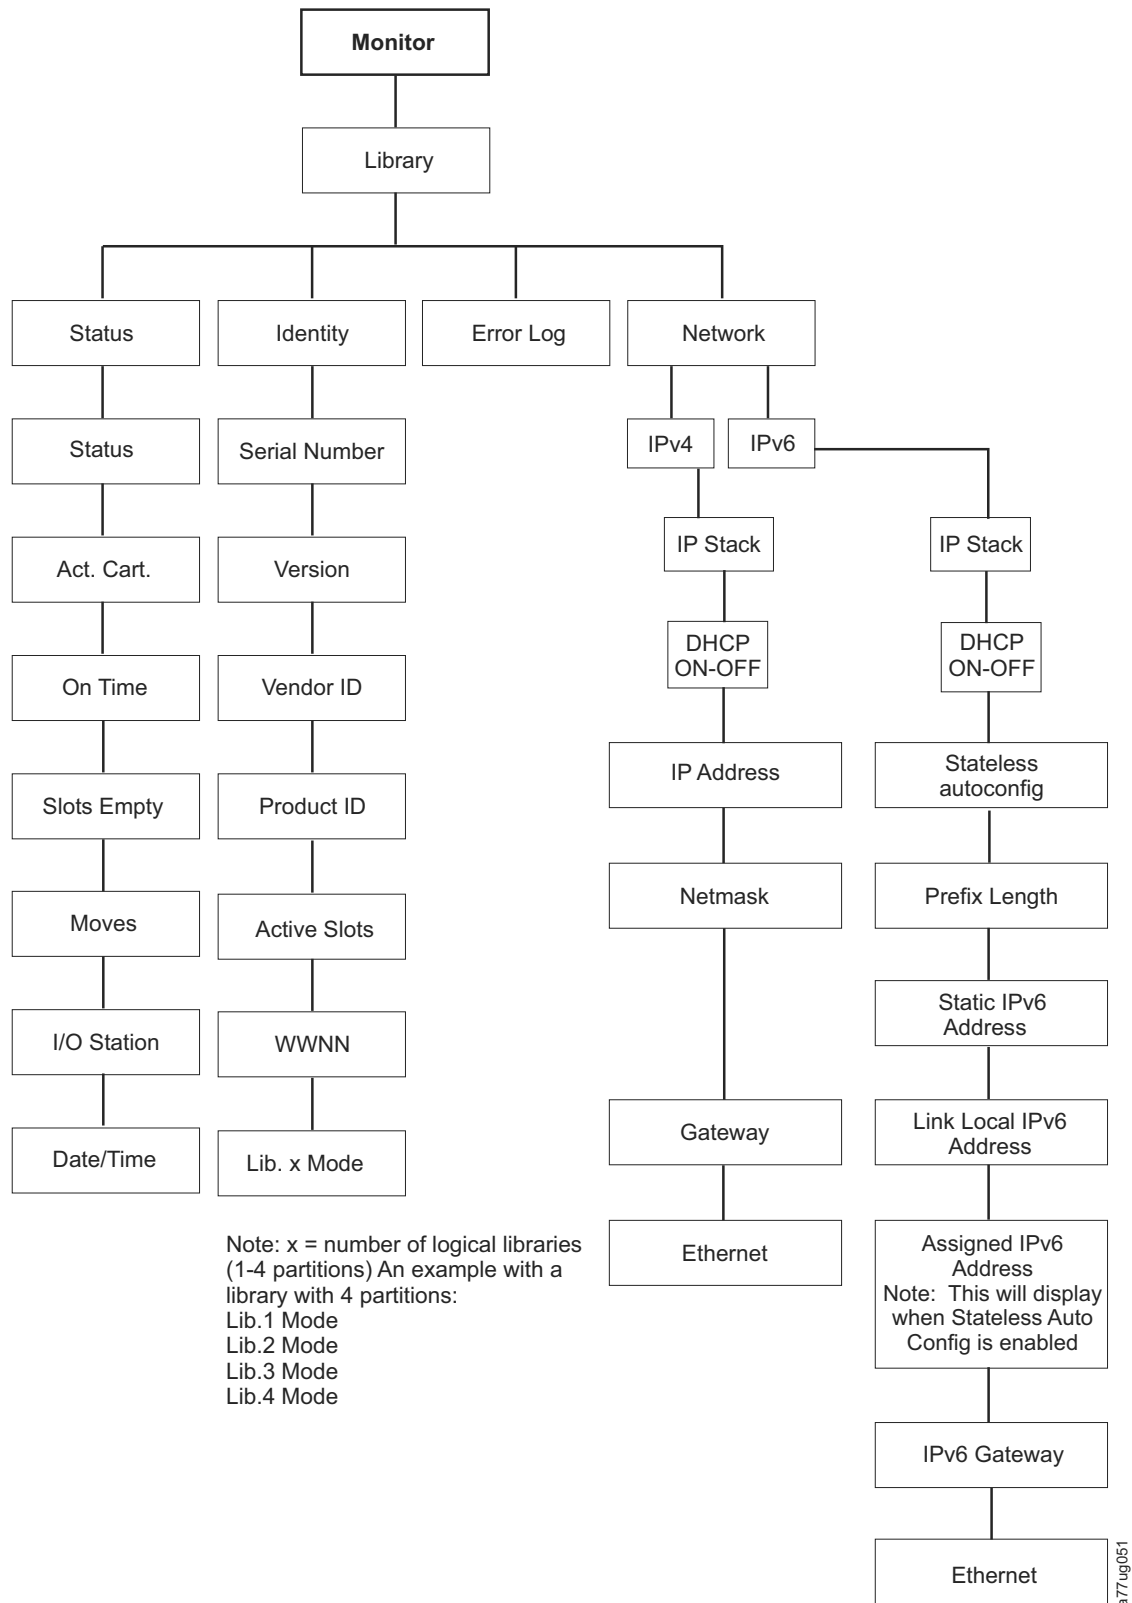 Monitor
Library
Status
Identity
Error Log
Network
Status
Serial Number
IPv4
IPv6
Act. Cart.
Version
IP Stack
IP Stack
On Time
Vendor ID
DHCP
ON-OFF
DHCP
ON-OFF
Slots Empty
Product ID
IP Address
Stateless
autoconfig
Moves
Active Slots
Netmask
Prefix Length
I/O Station
WWNN
Static IPv6
Address
Date/Time
Lib. x Mode
Gateway
Link Local IPv6
Address
Note: x = number of logical libraries
(1-4 partitions) An example with a
library with 4 partitions:
Lib.1 Mode
Lib.2 Mode
Lib.3 Mode
Lib.4 Mode
Ethernet
Assigned IPv6
Address
Note: This will display
when Stateless Auto
Config is enabled
IPv6 Gateway
Ethernet
a77ug051